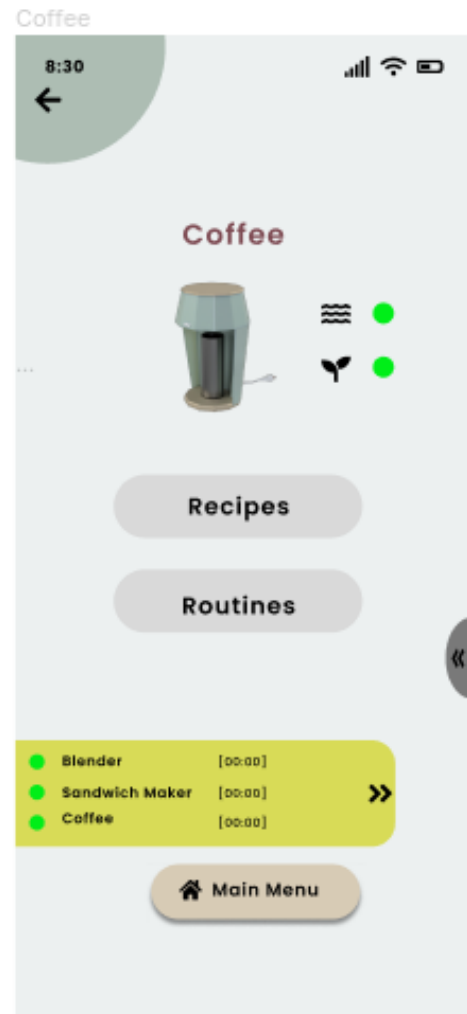 Coffee
8:30
Coffee
...
Recipes
Routines
Blender [00:00]
Sandwich Maker [00:00]
Coffee [00:00]
Main Menu